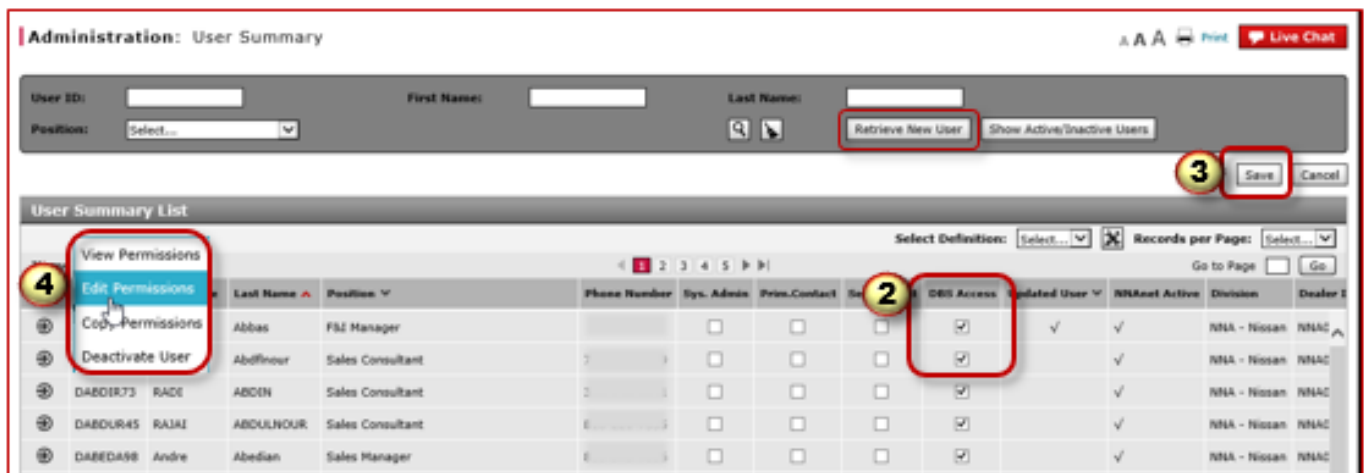 Administration: User Summary
A A A Print Live Chat
User ID: First Name: Last Name:
Position: Select... Retrieve New User Show Active/Inactive Users
3 Save Cancel
User Summary List
Select Definition: Select... Records per Page: Select...
View Permissions
1 2 3 4 5 Go to Page Go
4 Edit Permissions
Last Name Position Phone Number Sys. Admin Prim.Contact 2 DBS Access Updated User NNAnet Active Division
Copy Permissions
Abbas F&I Manager √ √ NNA - Nissan
Deactivate User
Abdflnour Sales Consultant √ NNA - Nissan
DABDIR73 RADI ABDIN Sales Consultant √ NNA - Nissan
DABDUR45 RAJAI ABDULNOUR Sales Consultant √ NNA - Nissan
DABEDA98 Andre Abedian Sales Manager √ NNA - Nissan